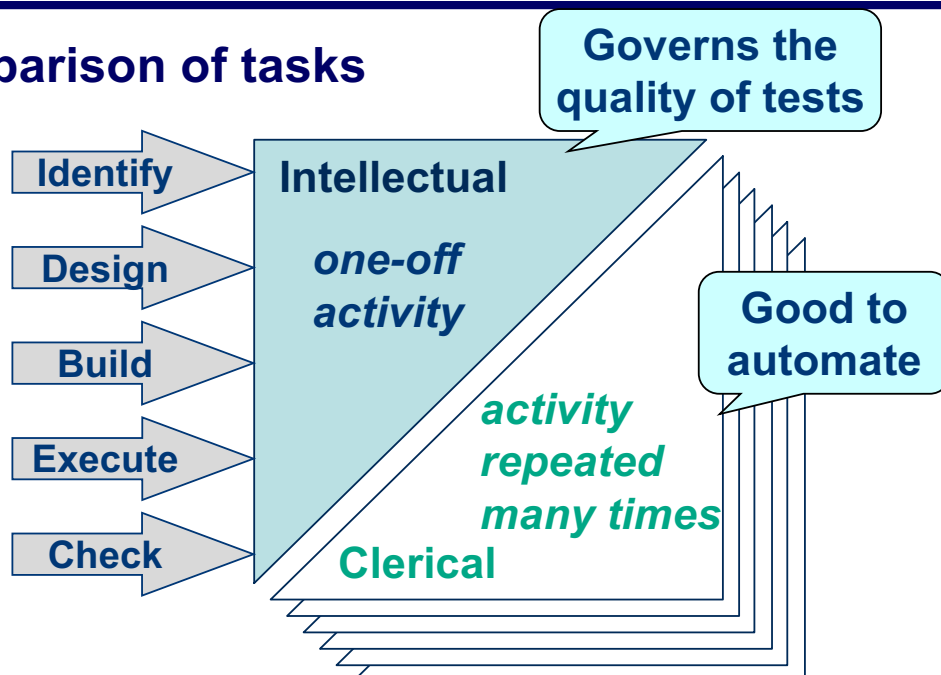 parison of tasks
Governs the
quality of tests
Identify
Design
Build
Execute
Check
Intellectual
one-off
activity
Good to
automate
activity
repeated
many times
Clerical